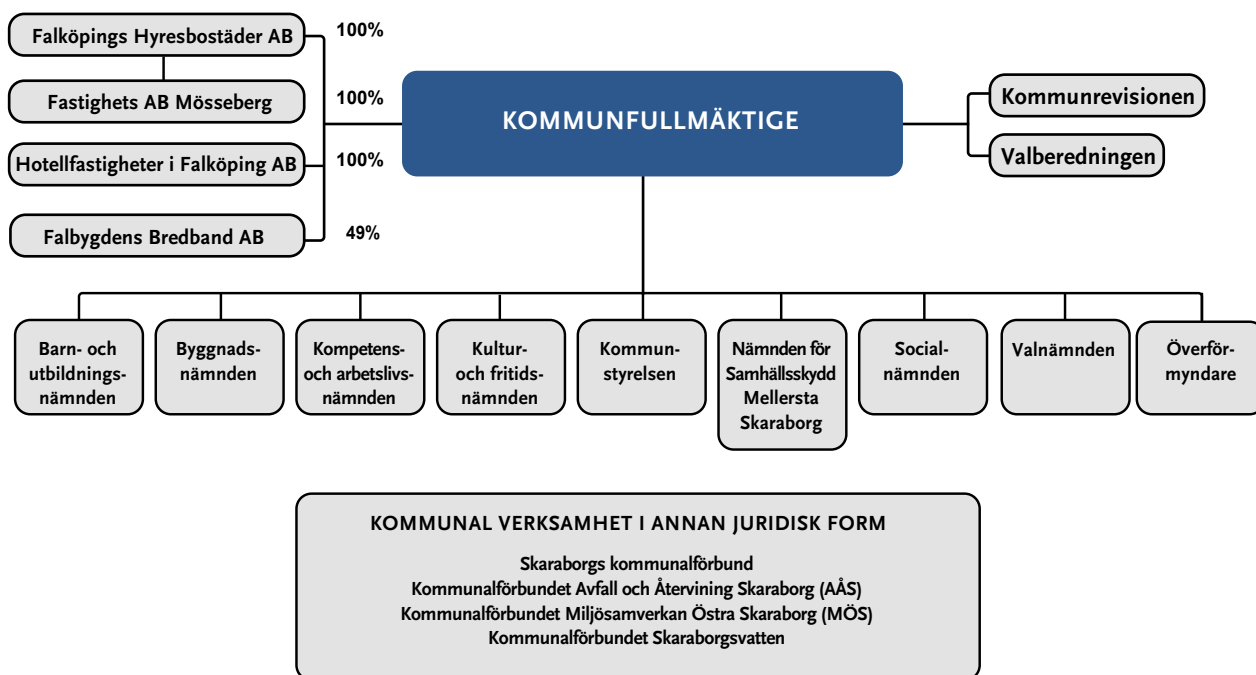 Falköpings Hyresbostäder AB
100%
Fastighets AB Mösseberg
100%
Hotellfastigheter i Falköping AB
100%
Falbygdens Bredband AB
49%
KOMMUNFULLMÄKTIGE
Kommunrevisionen
Valberedningen
Barn- och
utbildnings-
nämnden
Byggnads-
nämnden
Kompetens-
och arbetslivs-
nämnden
Kultur-
och fritids-
nämnden
Kommun-
styrelsen
Nämnden för
Samhällsskydd
Mellersta
Skaraborg
Social-
nämnden
Valnämnden
Överför-
myndare
KOMMUNAL VERKSAMHET I ANNAN JURIDISK FORM
Skaraborgs kommunalförbund
Kommunalförbundet Avfall och Återvining Skaraborg (AÅS)
Kommunalförbundet Miljösamverkan Östra Skaraborg (MÖS)
Kommunalförbundet Skaraborgsvatten